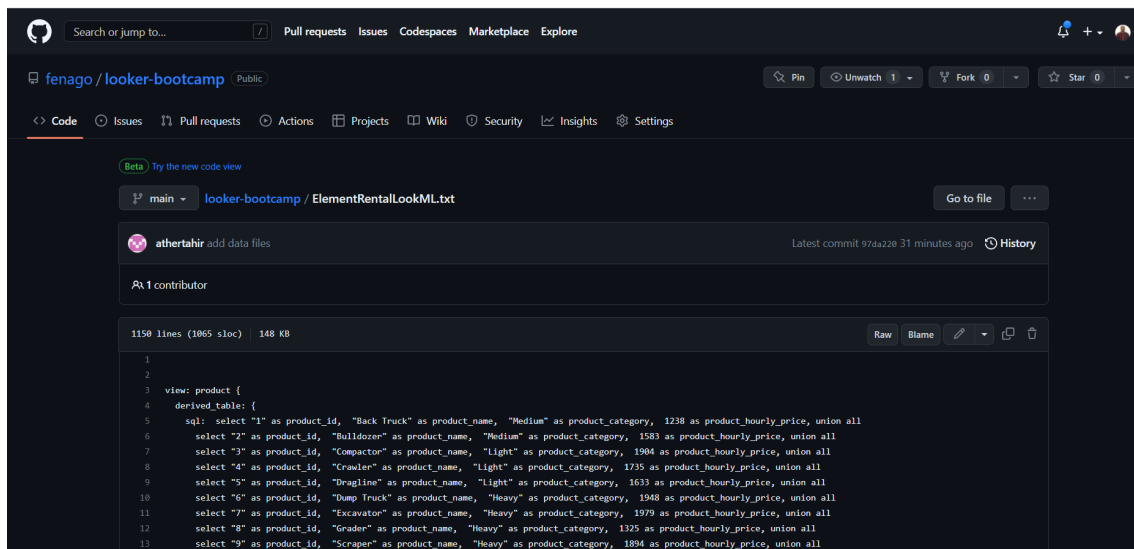 Search or jump to... / Pull requests Issues Codespaces Marketplace Explore
fenago / looker-bootcamp Public Pin Unwatch 1 Fork 0 Star 0
<> Code Issues Pull requests Actions Projects Wiki Security Insights Settings
Beta Try the new code view
main looker-bootcamp / ElementRentalLookML.txt Go to file ...
athertahir add data files Latest commit 97da220 31 minutes ago History
1 contributor
1150 lines (1065 sloc) 148 KB Raw Blame
1
2
3 view: product {
4 derived_table: {
5 sql: select "1" as product_id, "Back Truck" as product_name, "Medium" as product_category, 1238 as product_hourly_price, union all
6 select "2" as product_id, "Bulldozer" as product_name, "Medium" as product_category, 1583 as product_hourly_price, union all
7 select "3" as product_id, "Compactor" as product_name, "Light" as product_category, 1904 as product_hourly_price, union all
8 select "4" as product_id, "Crawler" as product_name, "Light" as product_category, 1735 as product_hourly_price, union all
9 select "5" as product_id, "Dragline" as product_name, "Light" as product_category, 1633 as product_hourly_price, union all
10 select "6" as product_id, "Dump Truck" as product_name, "Heavy" as product_category, 1948 as product_hourly_price, union all
11 select "7" as product_id, "Excavator" as product_name, "Heavy" as product_category, 1979 as product_hourly_price, union all
12 select "8" as product_id, "Grader" as product_name, "Heavy" as product_category, 1325 as product_hourly_price, union all
13 select "9" as product_id, "Scraper" as product_name, "Heavy" as product_category, 1894 as product_hourly_price, union all